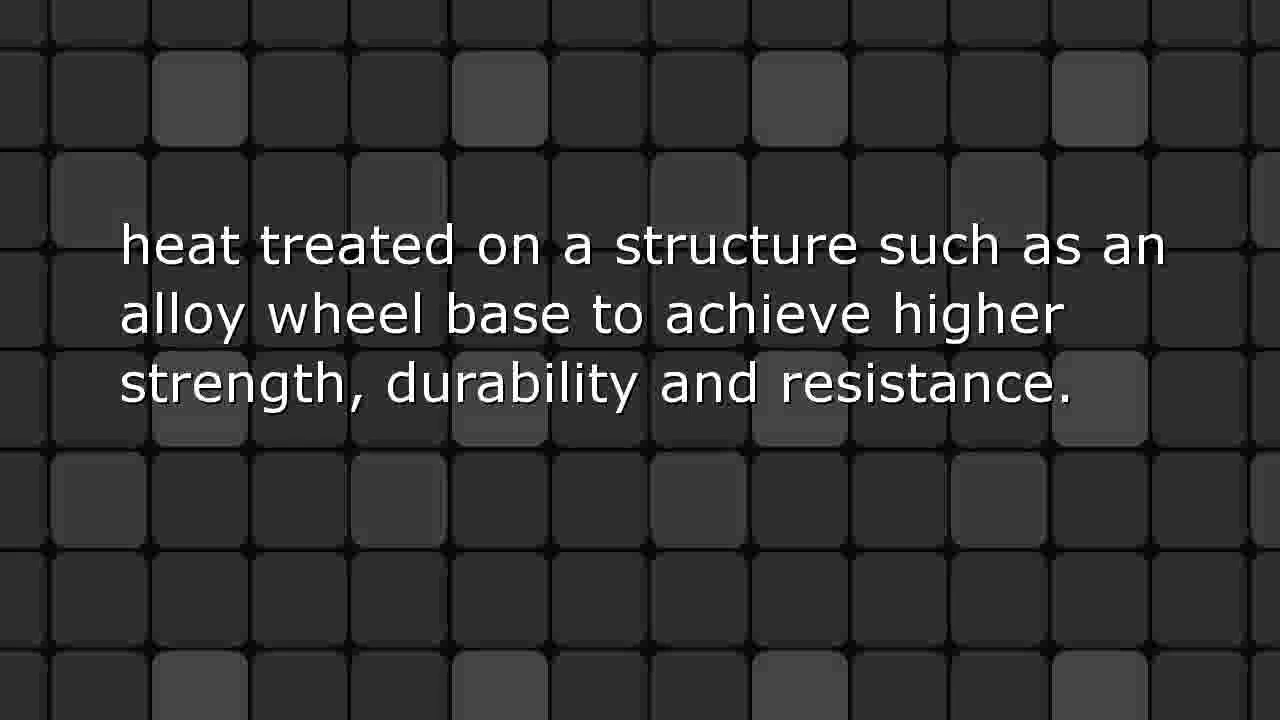 heat treated on a structure such as an
alloy wheel base to achieve higher
strength, durability and resistance.